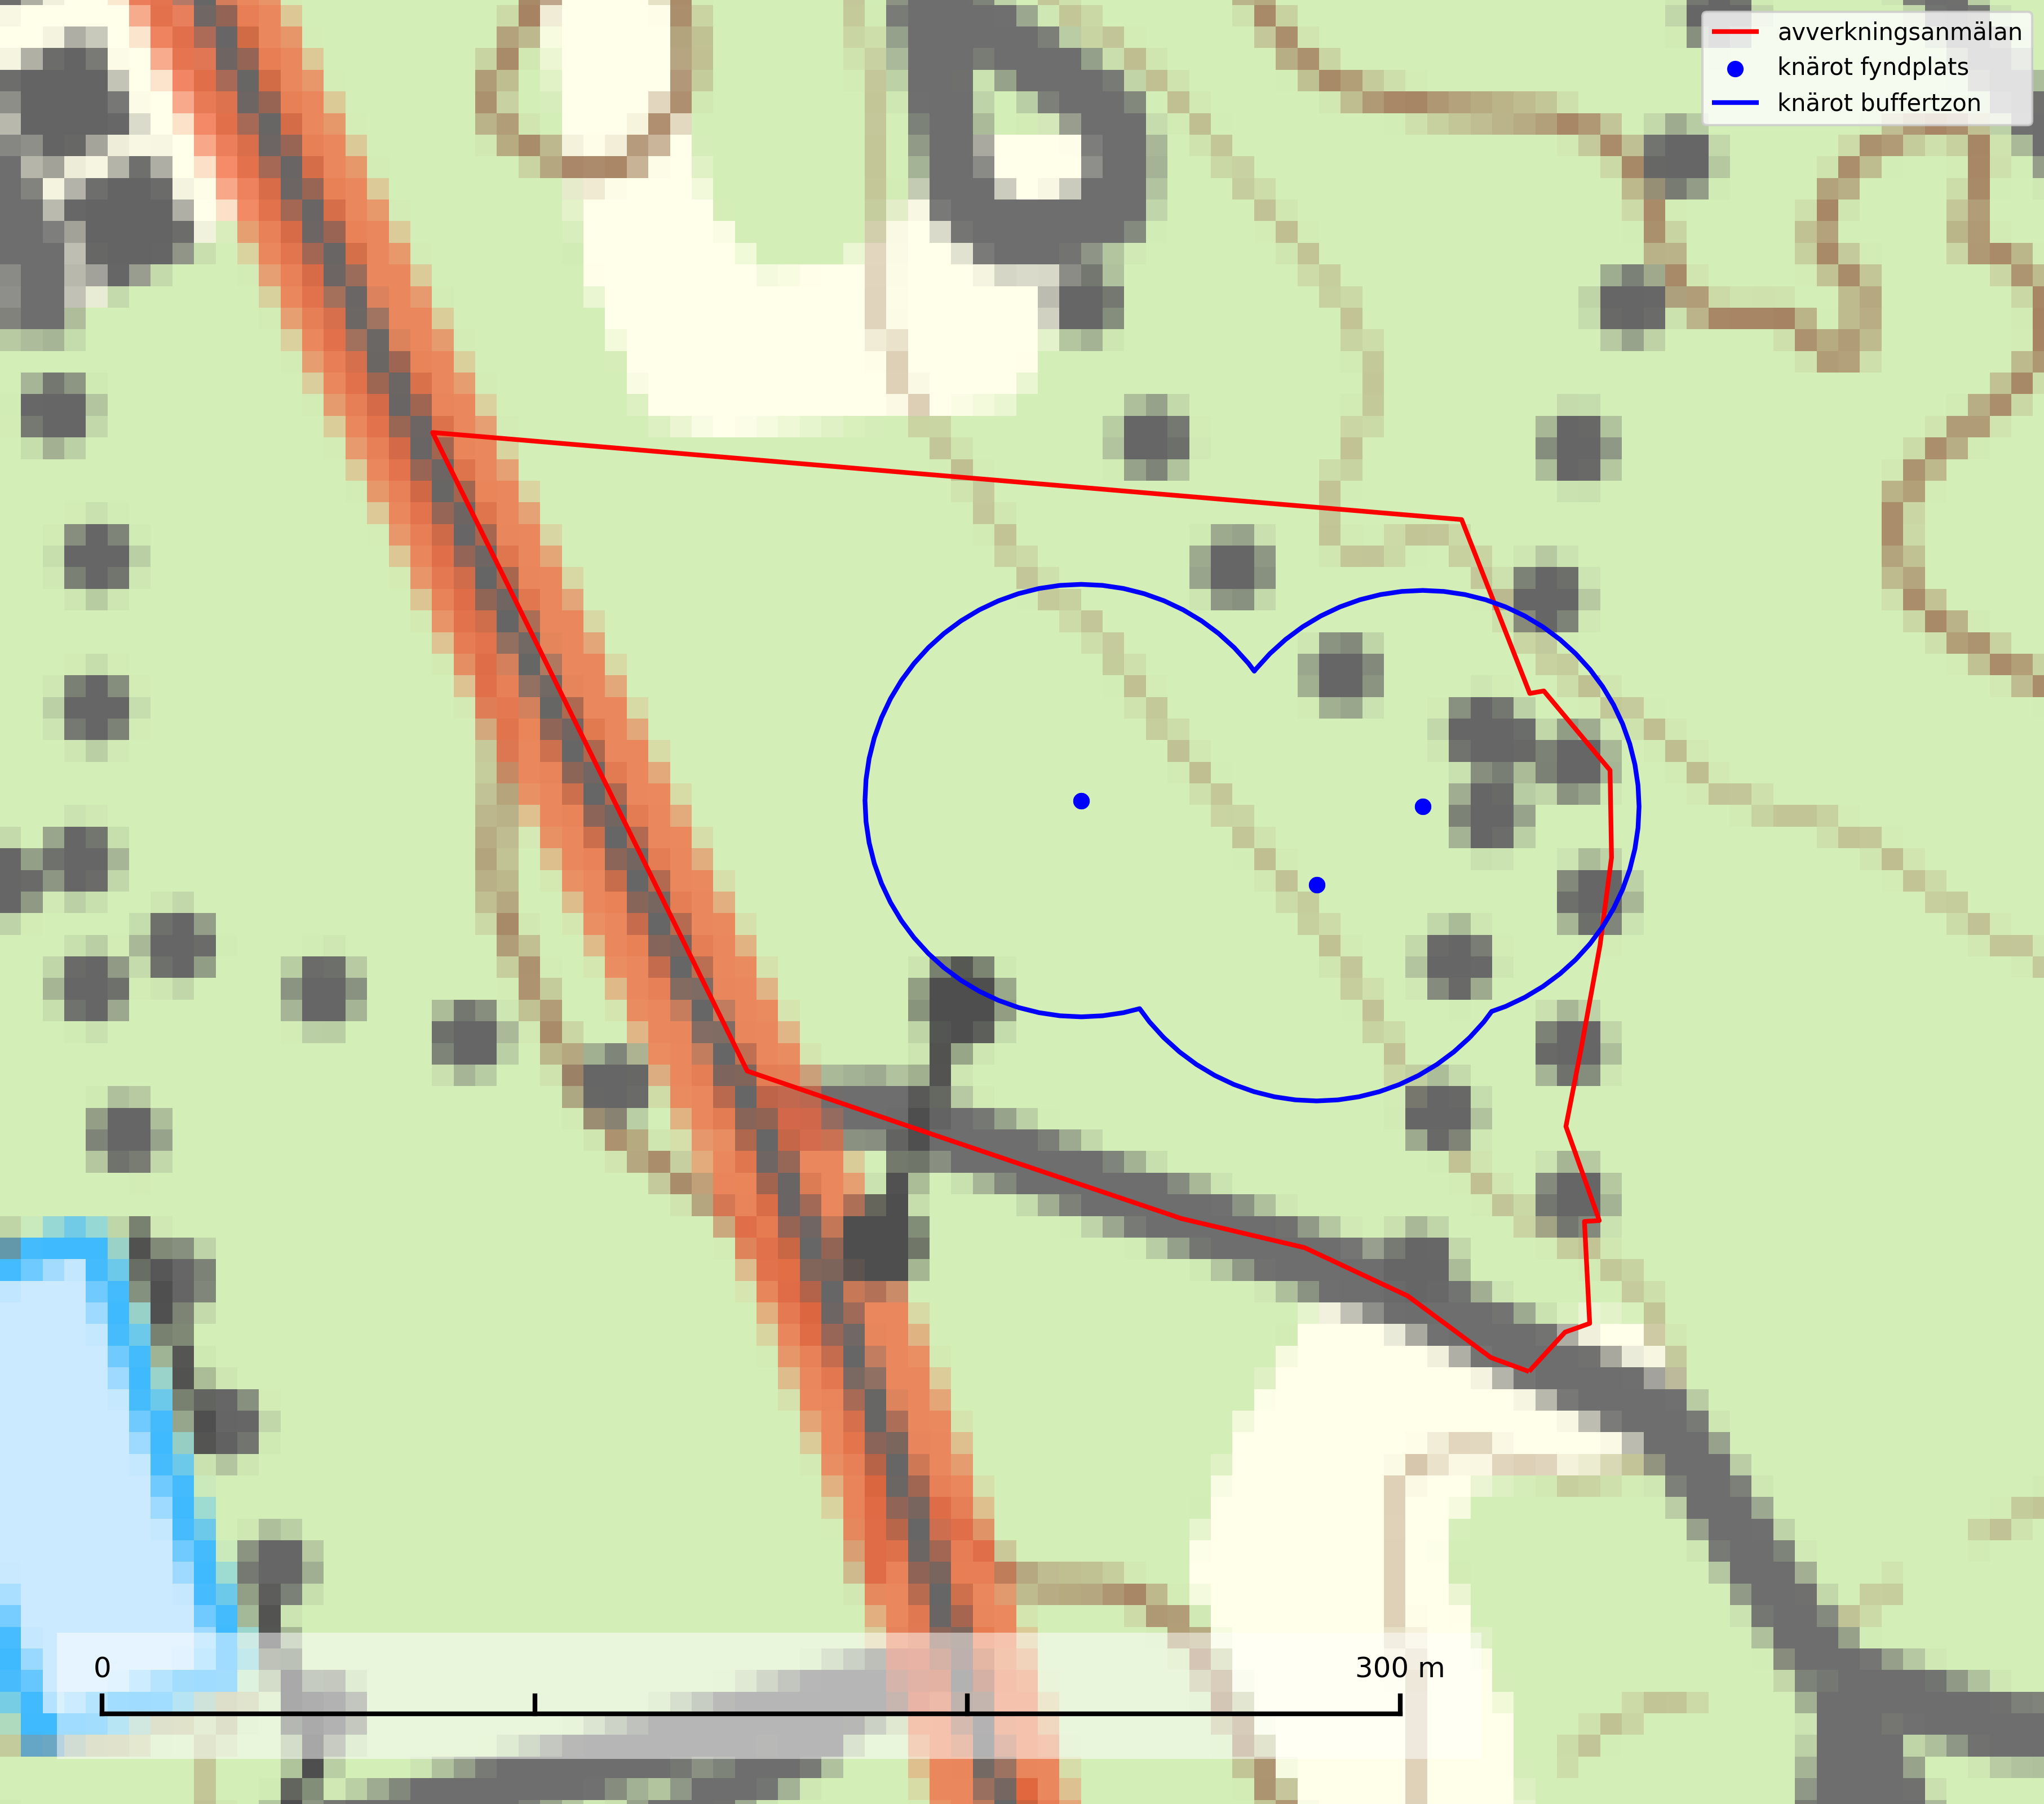 avverkningsanmälan
knärot fyndplats
knärot buffertzon
0 300 m